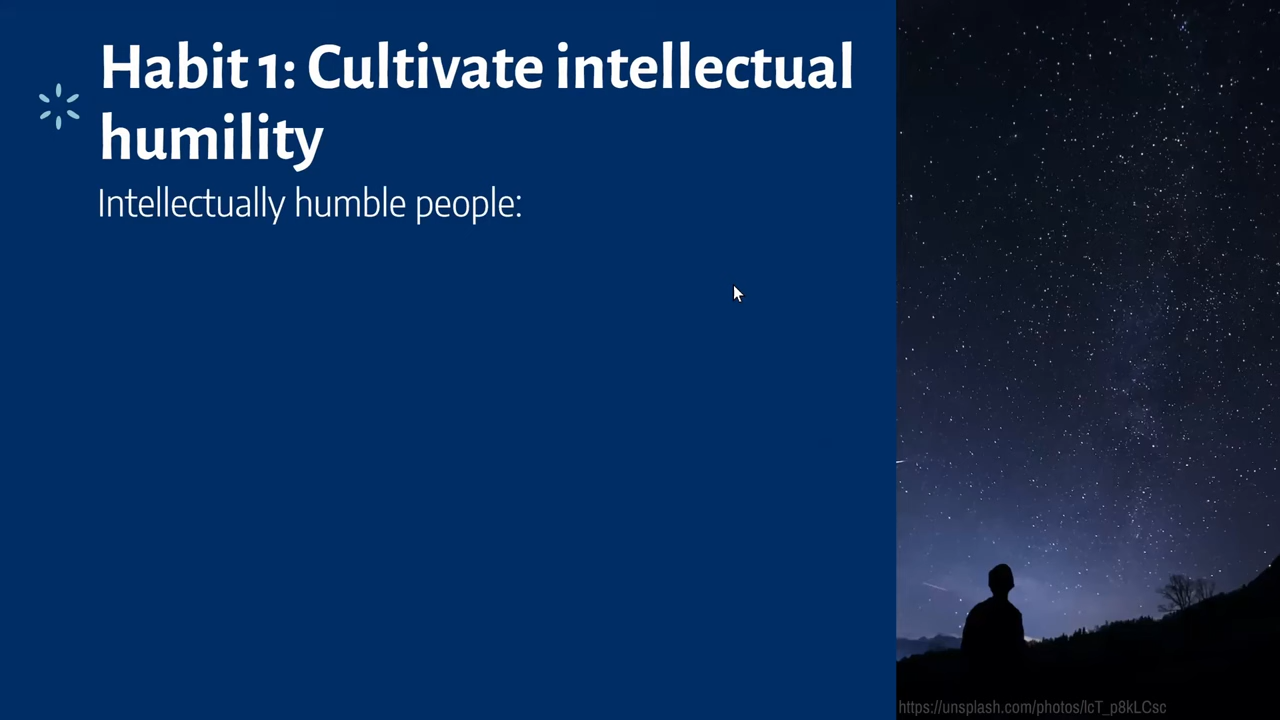 Habit 1: Cultivate intellectual
humility
Intellectually humble people:
https://unsplash.com/photos/lcT_p8kLCsc